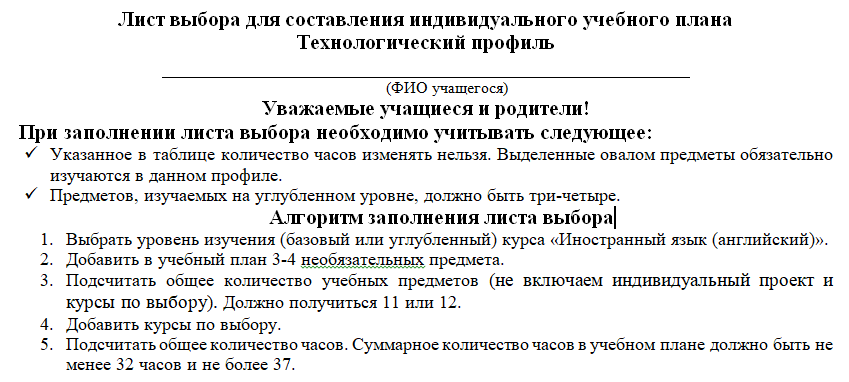 Лист выбора для составления индивидуального учебного плана
Технологический профиль
(ФИО учащегося)
Уважаемые учащиеся и родители!
При заполнении листа выбора необходимо учитывать следующее:
✓ Указанное в таблице количество часов изменять нельзя. Выделенные овалом предметы обязательно
изучаются в данном профиле.
✓ Предметов, изучаемых на углубленном уровне, должно быть три-четыре.
Алгоритм заполнения листа выбора
1. Выбрать уровень изучения (базовый или углубленный) курса «Иностранный язык (английский)».
2. Добавить в учебный план 3-4 необязательных предмета.
3. Подсчитать общее количество учебных предметов (не включаем индивидуальный проект и
курсы по выбору). Должно получиться 11 или 12.
4. Добавить курсы по выбору.
5. Подсчитать общее количество часов. Суммарное количество часов в учебном плане должно быть не
менее 32 часов и не более 37.